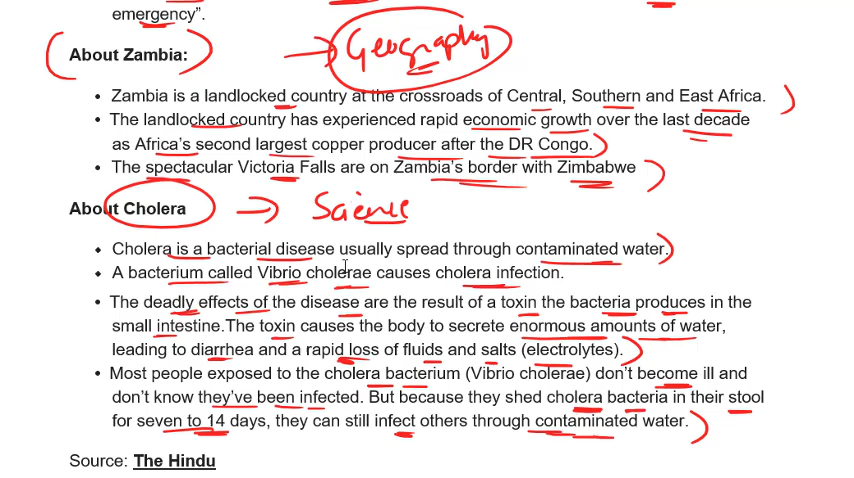 emergency”.
About Zambia:
Geography
• Zambia is a landlocked country at the crossroads of Central, Southern and East Africa.
• The landlocked country has experienced rapid economic growth over the last decade
as Africa’s second largest copper producer after the DR Congo.
• The spectacular Victoria Falls are on Zambia’s border with Zimbabwe
About Cholera
Science
• Cholera is a bacterial disease usually spread through contaminated water.
• A bacterium called Vibrio cholerae causes cholera infection.
• The deadly effects of the disease are the result of a toxin the bacteria produces in the
small intestine.The toxin causes the body to secrete enormous amounts of water,
leading to diarrhea and a rapid loss of fluids and salts (electrolytes).
• Most people exposed to the cholera bacterium (Vibrio cholerae) don’t become ill and
don’t know they’ve been infected. But because they shed cholera bacteria in their stool
for seven to 14 days, they can still infect others through contaminated water.
Source: The Hindu